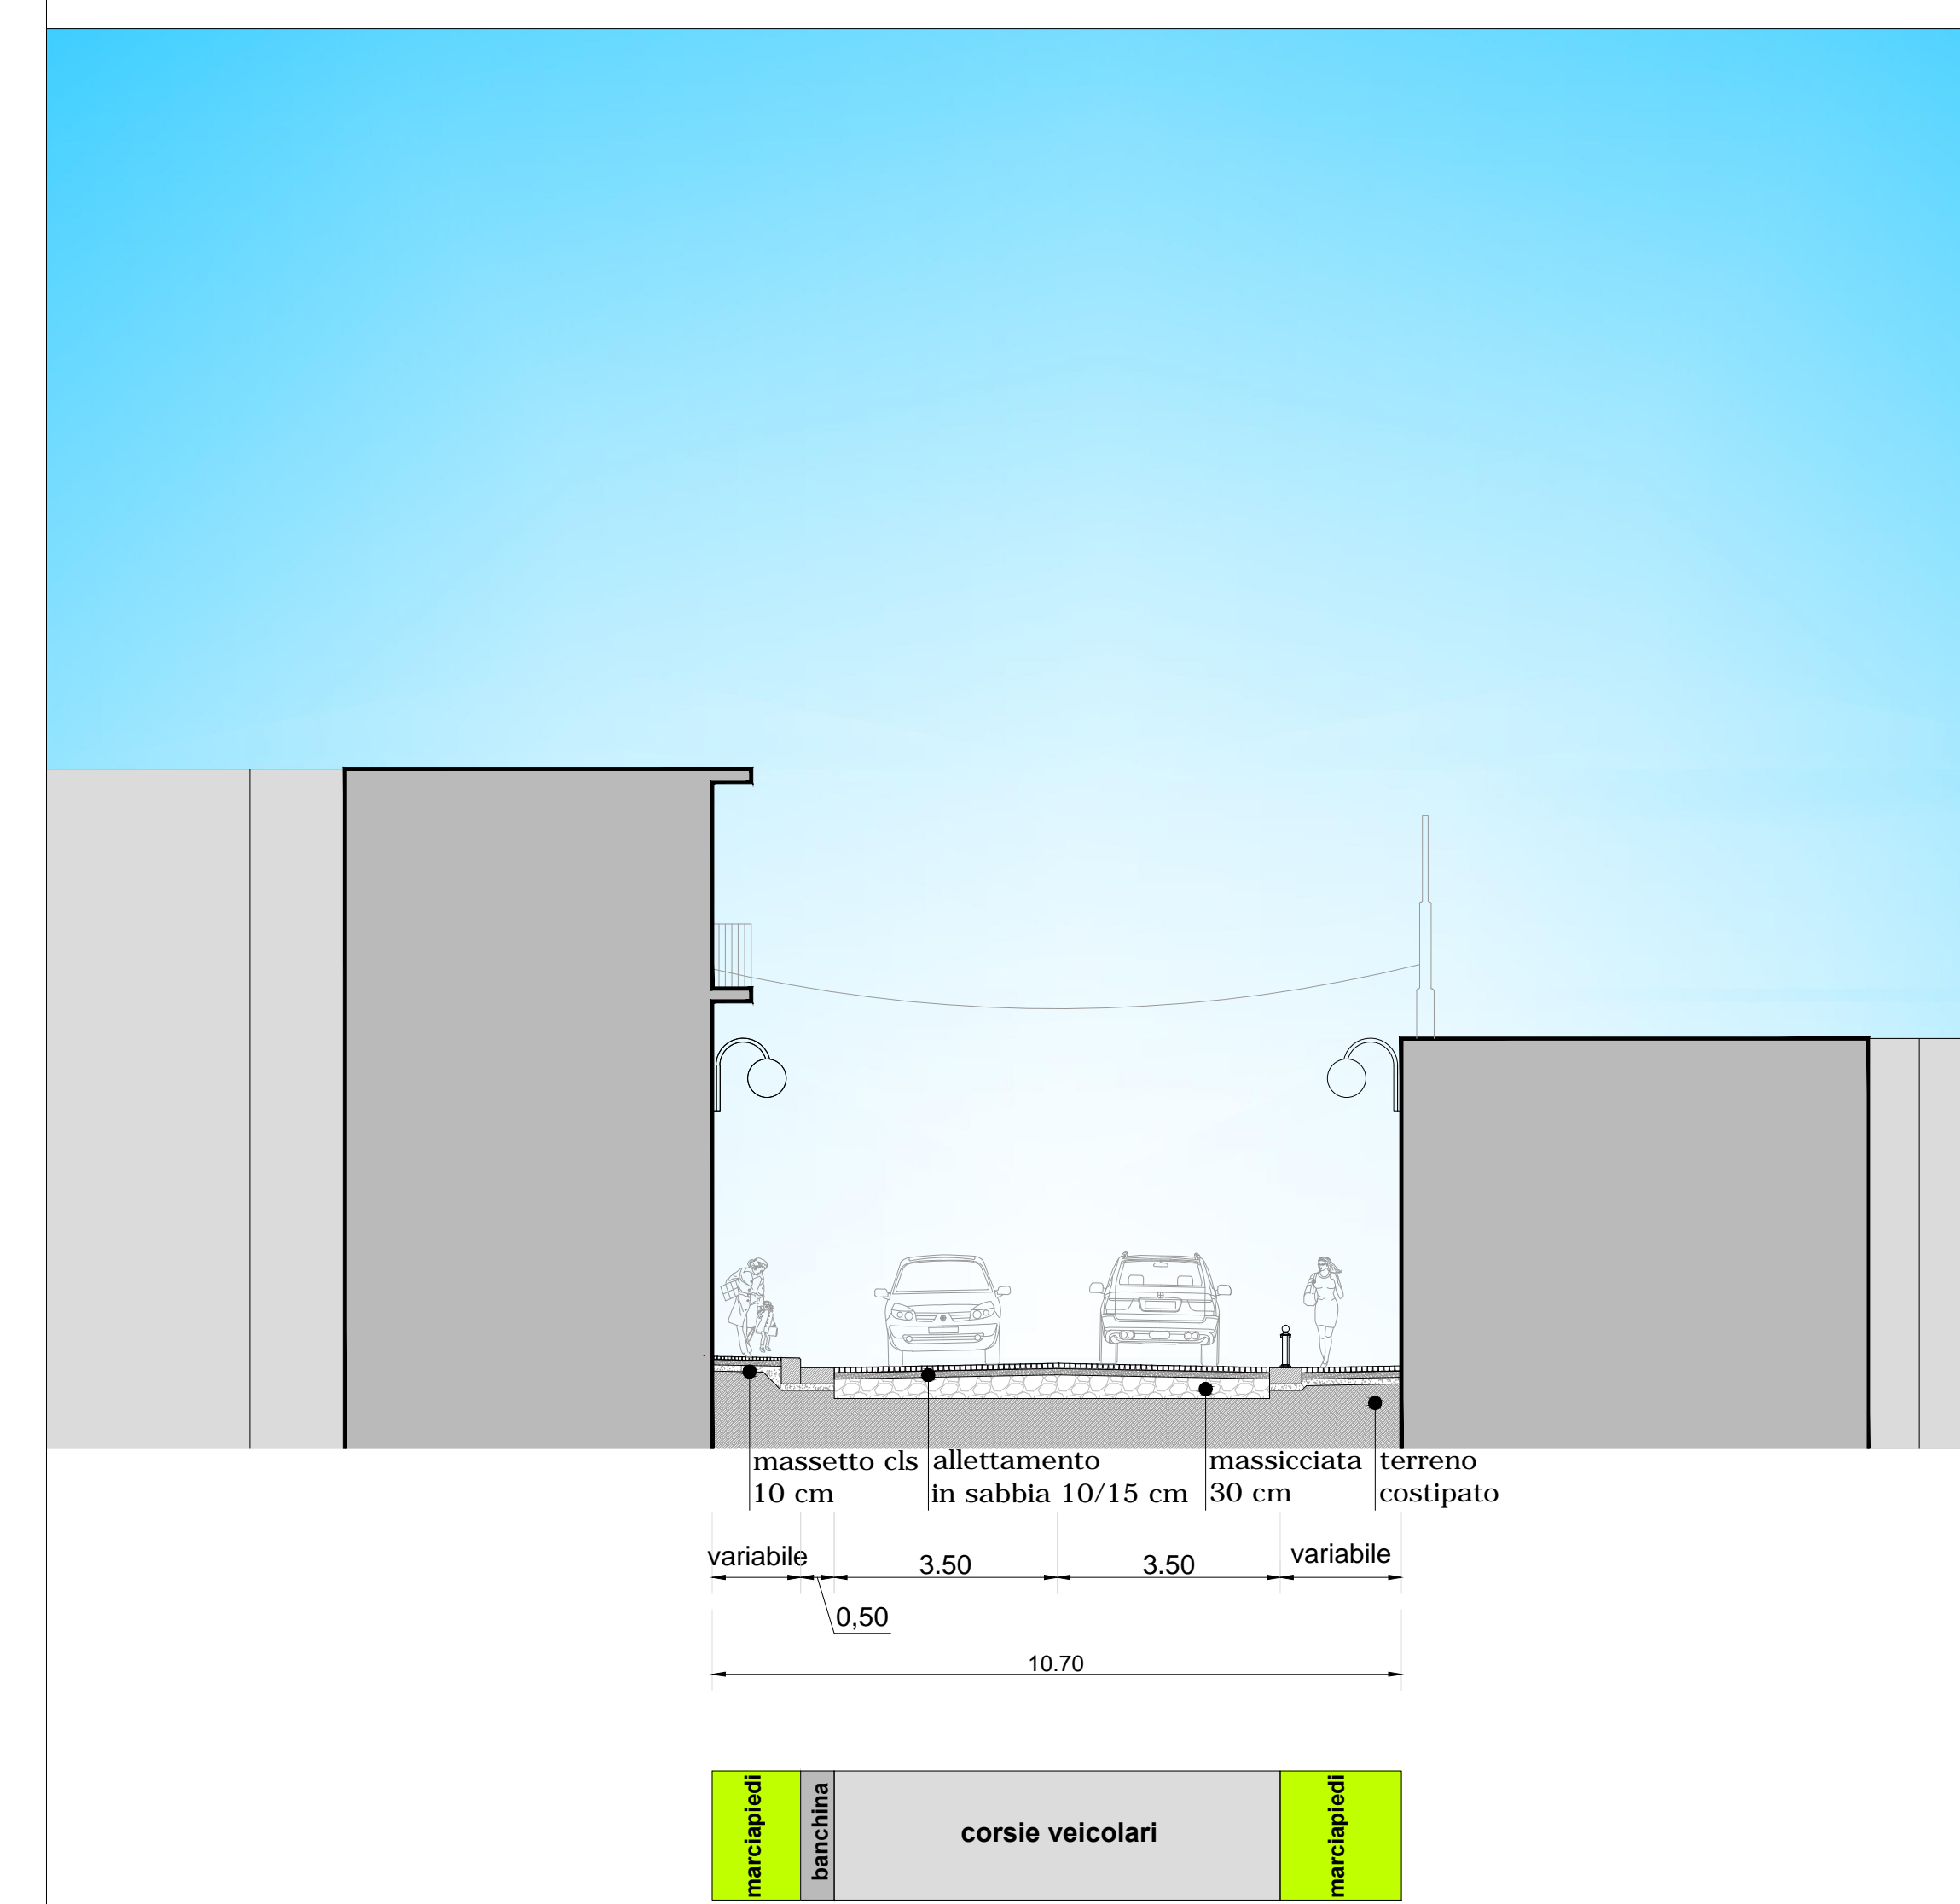 massetto cls
10 cm
allettamento
in sabbia 10/15 cm
massicciata
30 cm
terreno
costipato
variabile
3.50
3.50
variabile
0,50
10.70
marciapiedi
banchina
corsie veicolari
marciapiedi